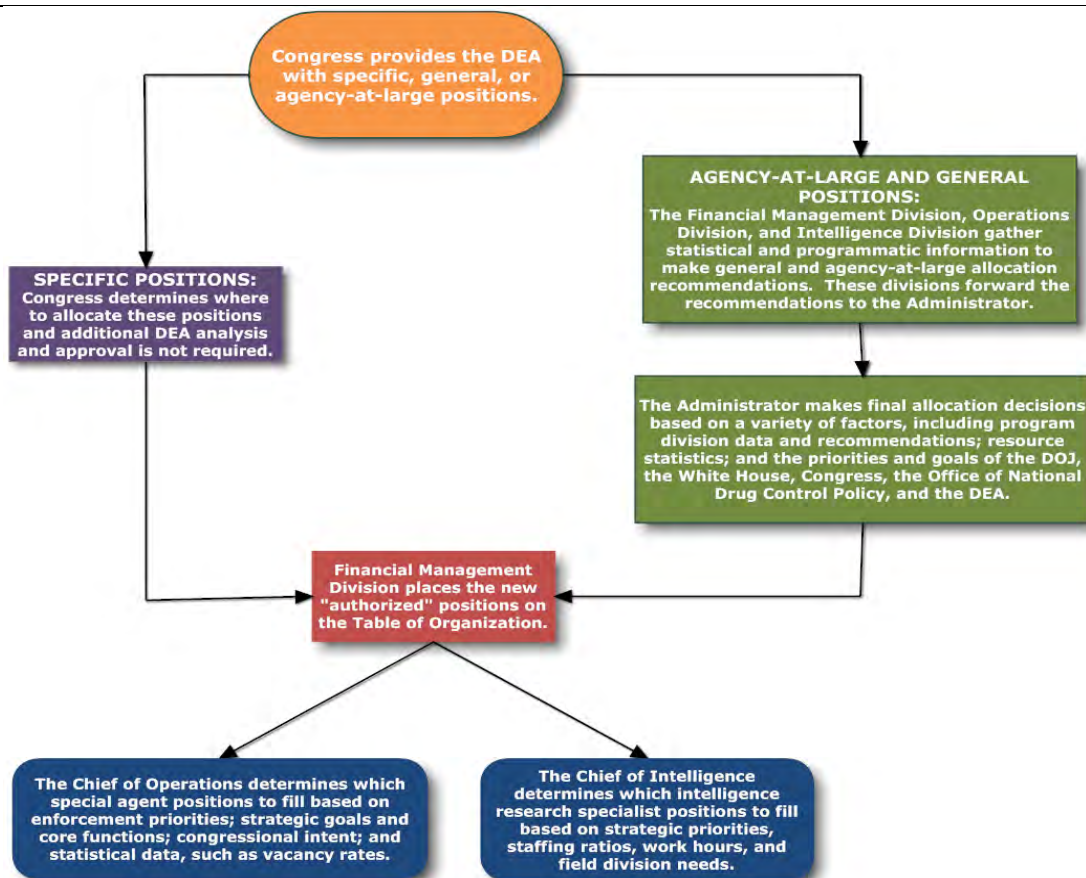 Congress provides the DEA
with specific, general, or
agency-at-large positions.
SPECIFIC POSITIONS:
Congress determines where
to allocate these positions
and additional DEA analysis
and approval is not required.
AGENCY-AT-LARGE AND GENERAL
POSITIONS:
The Financial Management Division, Operations
Division, and Intelligence Division gather
statistical and programmatic information to
make general and agency-at-large allocation
recommendations.  These divisions forward the
recommendations to the Administrator.
The Administrator makes final allocation decisions
based on a variety of factors, including program
division data and recommendations; resource
statistics; and the priorities and goals of the DOJ,
the White House, Congress, the Office of National
Drug Control Policy, and the DEA.
Financial Management
Division places the new
"authorized" positions on
the Table of Organization.
The Chief of Operations determines which
special agent positions to fill based on
enforcement priorities; strategic goals and
core functions; congressional intent; and
statistical data, such as vacancy rates.
The Chief of Intelligence
determines which intelligence
research specialist positions to fill
based on strategic priorities,
staffing ratios, work hours, and
field division needs.